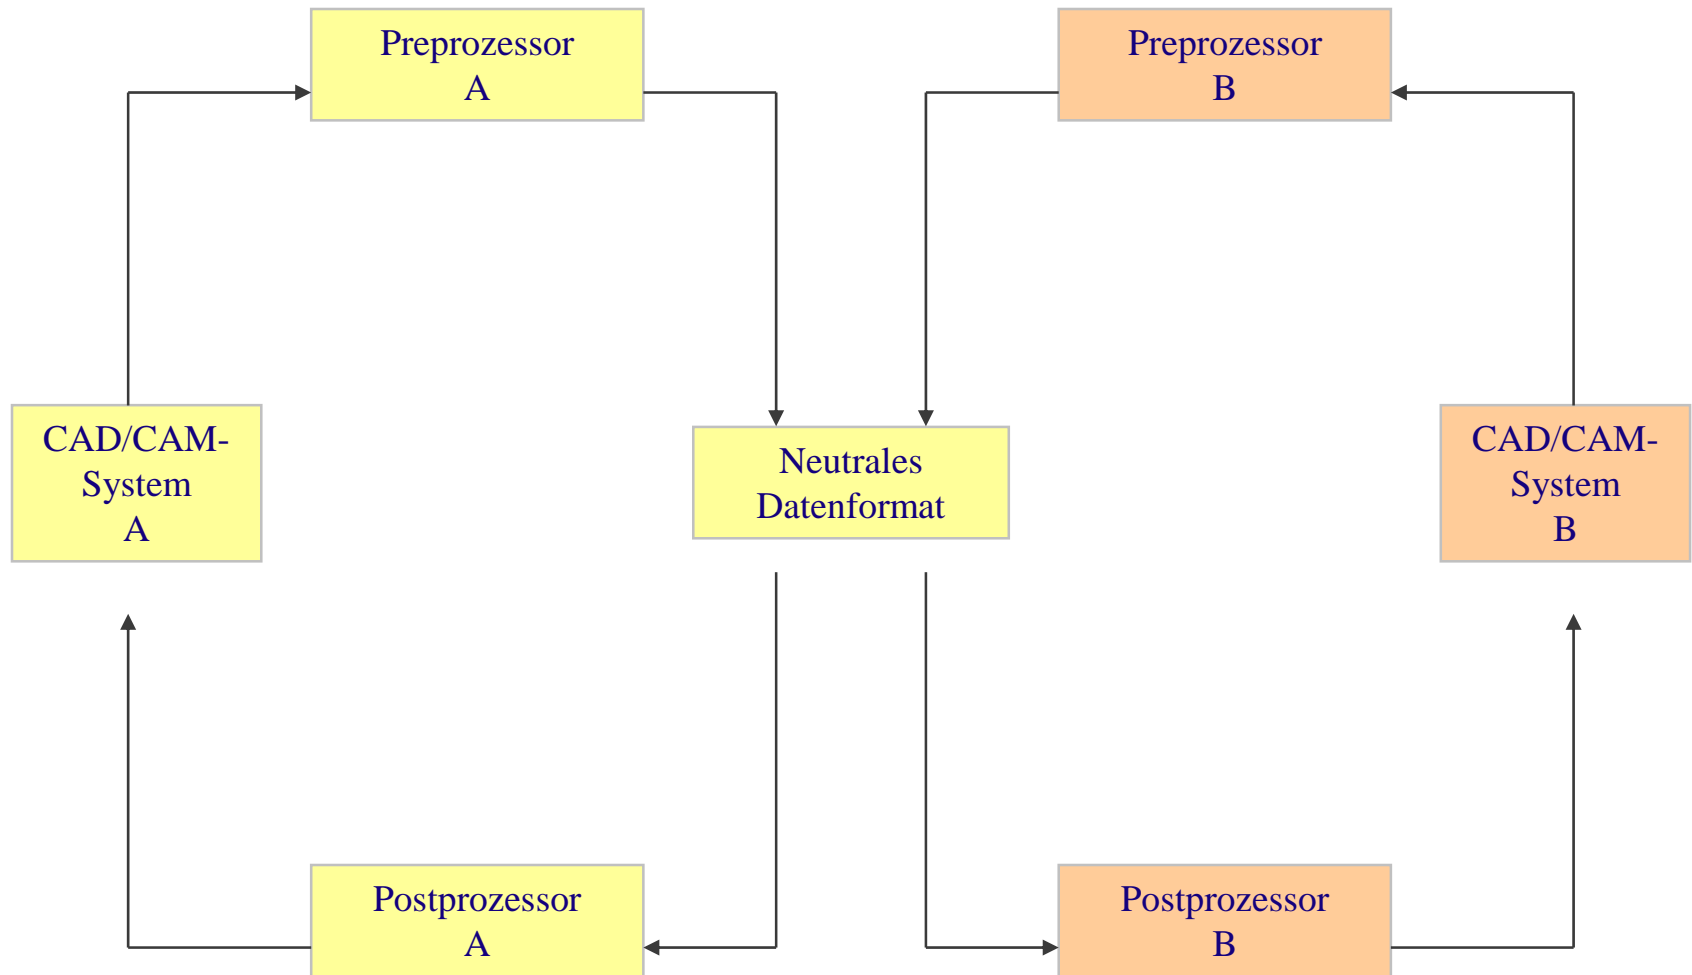 Preprozessor
A
Preprozessor
B
CAD/CAM-
System
A
Neutrales
Datenformat
CAD/CAM-
System
B
Postprozessor
A
Postprozessor
B